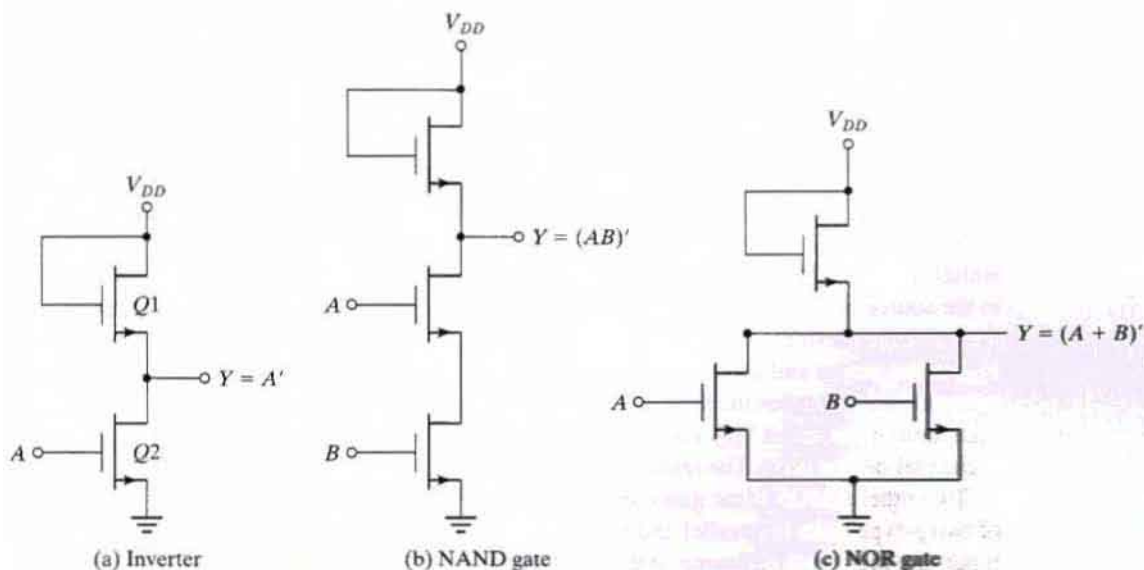 V_DD
Q1
Y = A'
A
Q2
(a) Inverter
V_DD
Y = (AB)'
A
B
(b) NAND gate
V_DD
Y = (A + B)'
A
B
(c) NOR gate